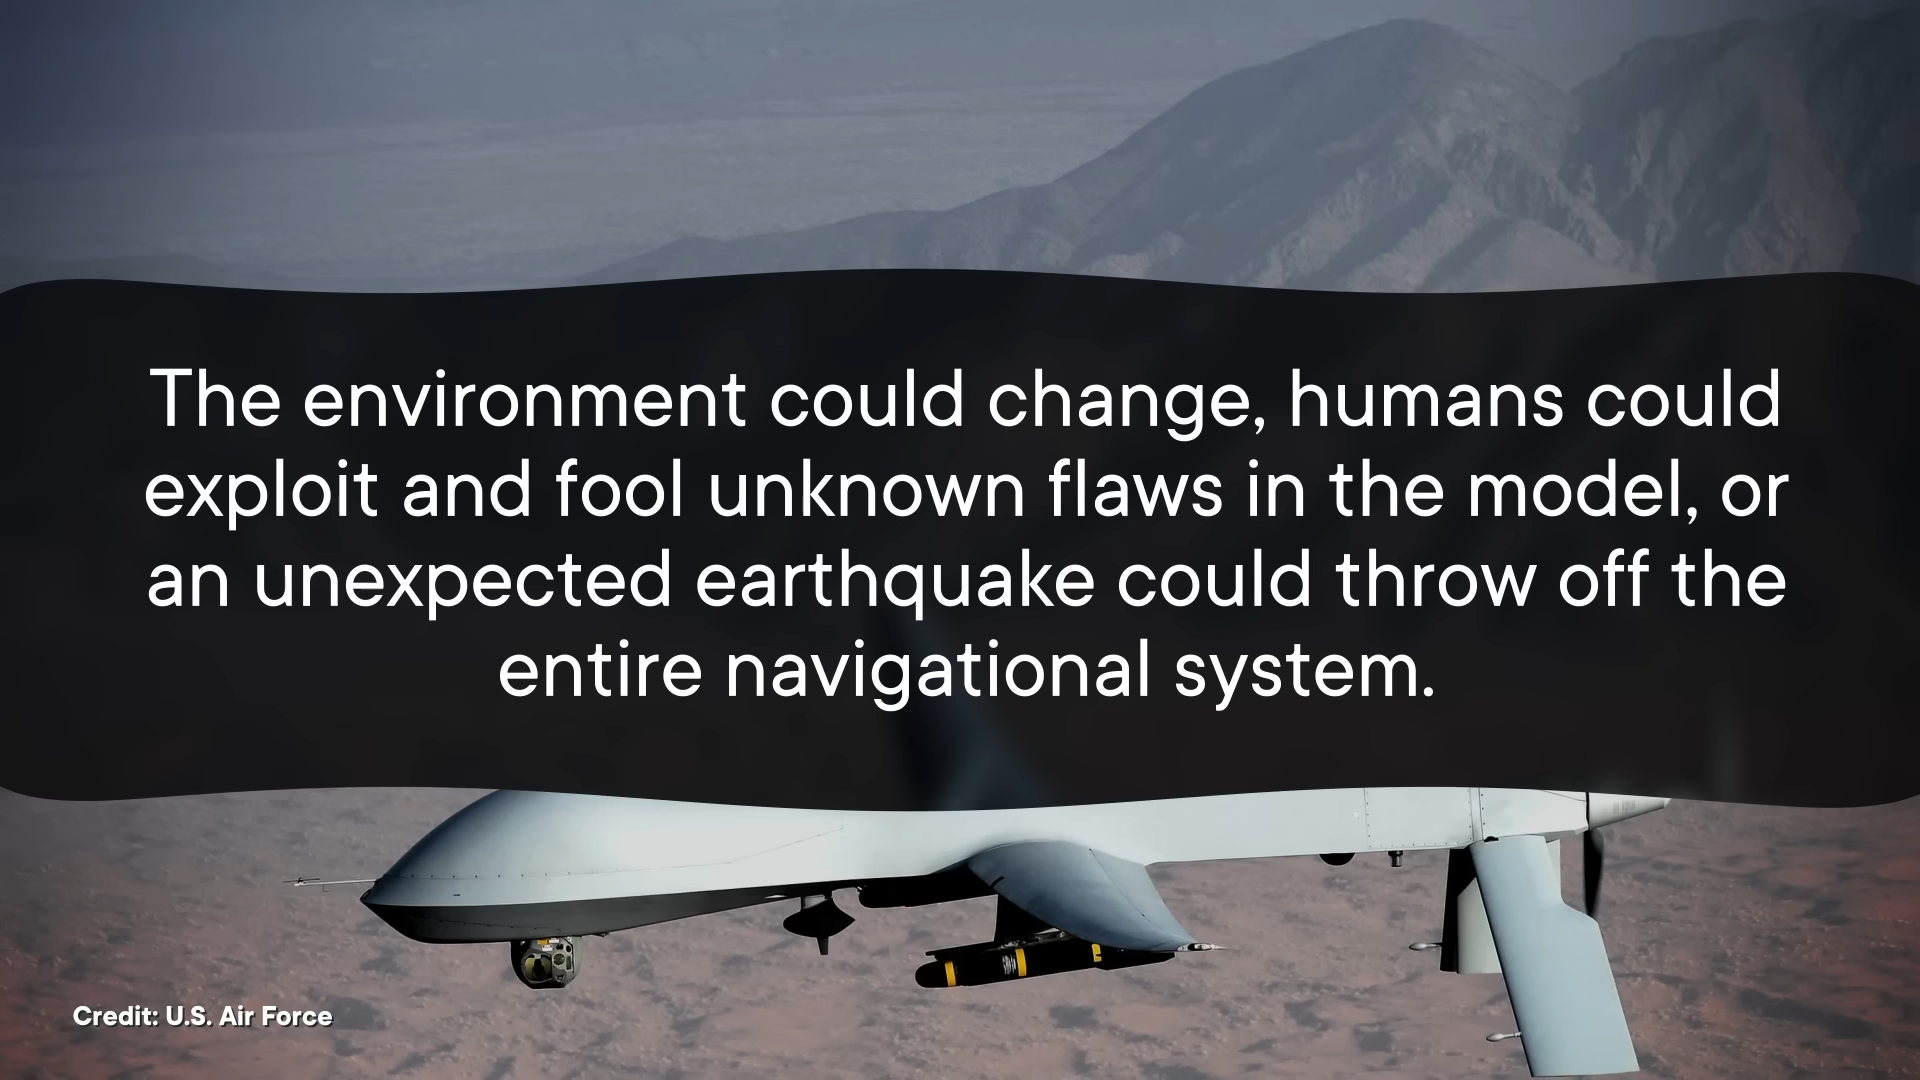 The environment could change, humans could
exploit and fool unknown flaws in the model, or
an unexpected earthquake could throw off the
entire navigational system.
Credit: U.S. Air Force